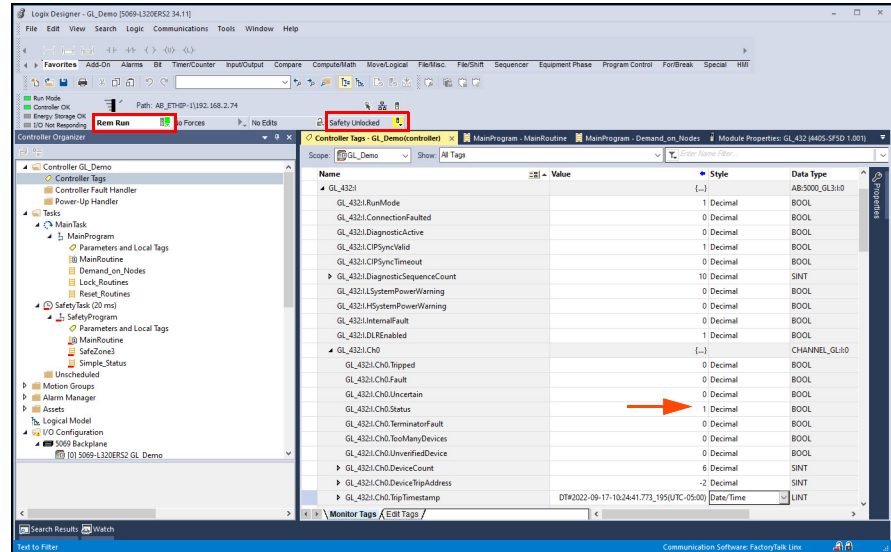 Logix Designer - GL_Demo [5069-L320ERS2 34.11]
File Edit View Search Logic Communications Tools Window Help
Favorites Add-On Alarms Bit Timer/Counter Input/Output Compare Compute/Math Move/Logical File/Misc. File/Shift Sequencer Equipment Phase Program Control For/Break Special HMI
Run Mode
Controller OK
Energy Storage OK
I/O Not Responding
Path: AB_ETHIP-1\192.168.2.74
Rem Run No Forces No Edits Safety Unlocked
Controller Organizer
Controller GL_Demo
Controller Tags
Controller Fault Handler
Power-Up Handler
Tasks
MainTask
MainProgram
Parameters and Local Tags
MainRoutine
Demand_on_Nodes
Lock_Routines
Reset_Routines
SafetyTask (20 ms)
SafetyProgram
Parameters and Local Tags
MainRoutine
SafeZone3
Simple_Status
Unscheduled
Motion Groups
Alarm Manager
Assets
Logical Model
I/O Configuration
5069 Backplane
[0] 5069-L320ERS2 GL_Demo
Controller Tags - GL_Demo(controller) MainProgram - MainRoutine MainProgram - Demand_on_Nodes Module Properties: GL_432 (440S-SF5D 1.001)
Scope: GL_Demo Show: All Tags Enter Name Filter...
Name Value Style Data Type
GL_432:I {...} AB:5000_GL3:I:0
GL_432:I.RunMode 1 Decimal BOOL
GL_432:I.ConnectionFaulted 0 Decimal BOOL
GL_432:I.DiagnosticActive 0 Decimal BOOL
GL_432:I.CIPSyncValid 1 Decimal BOOL
GL_432:I.CIPSyncTimeout 0 Decimal BOOL
GL_432:I.DiagnosticSequenceCount 10 Decimal SINT
GL_432:I.LSystemPowerWarning 0 Decimal BOOL
GL_432:I.HSystemPowerWarning 0 Decimal BOOL
GL_432:I.InternalFault 0 Decimal BOOL
GL_432:I.DLREnabled 1 Decimal BOOL
GL_432:I.Ch0 {...} CHANNEL_GL:I:0
GL_432:I.Ch0.Tripped 0 Decimal BOOL
GL_432:I.Ch0.Fault 0 Decimal BOOL
GL_432:I.Ch0.Uncertain 0 Decimal BOOL
GL_432:I.Ch0.Status 1 Decimal BOOL
GL_432:I.Ch0.TerminatorFault 0 Decimal BOOL
GL_432:I.Ch0.TooManyDevices 0 Decimal BOOL
GL_432:I.Ch0.UnverifiedDevice 0 Decimal BOOL
GL_432:I.Ch0.DeviceCount 6 Decimal SINT
GL_432:I.Ch0.DeviceTripAddress -2 Decimal SINT
GL_432:I.Ch0.TripTimestamp DT#2022-09-17-10:24:41.773_195(UTC-05:00) Date/Time LINT
Properties
Monitor Tags Edit Tags
Search Results Watch
Text to Filter
Communication Software: FactoryTalk Linx